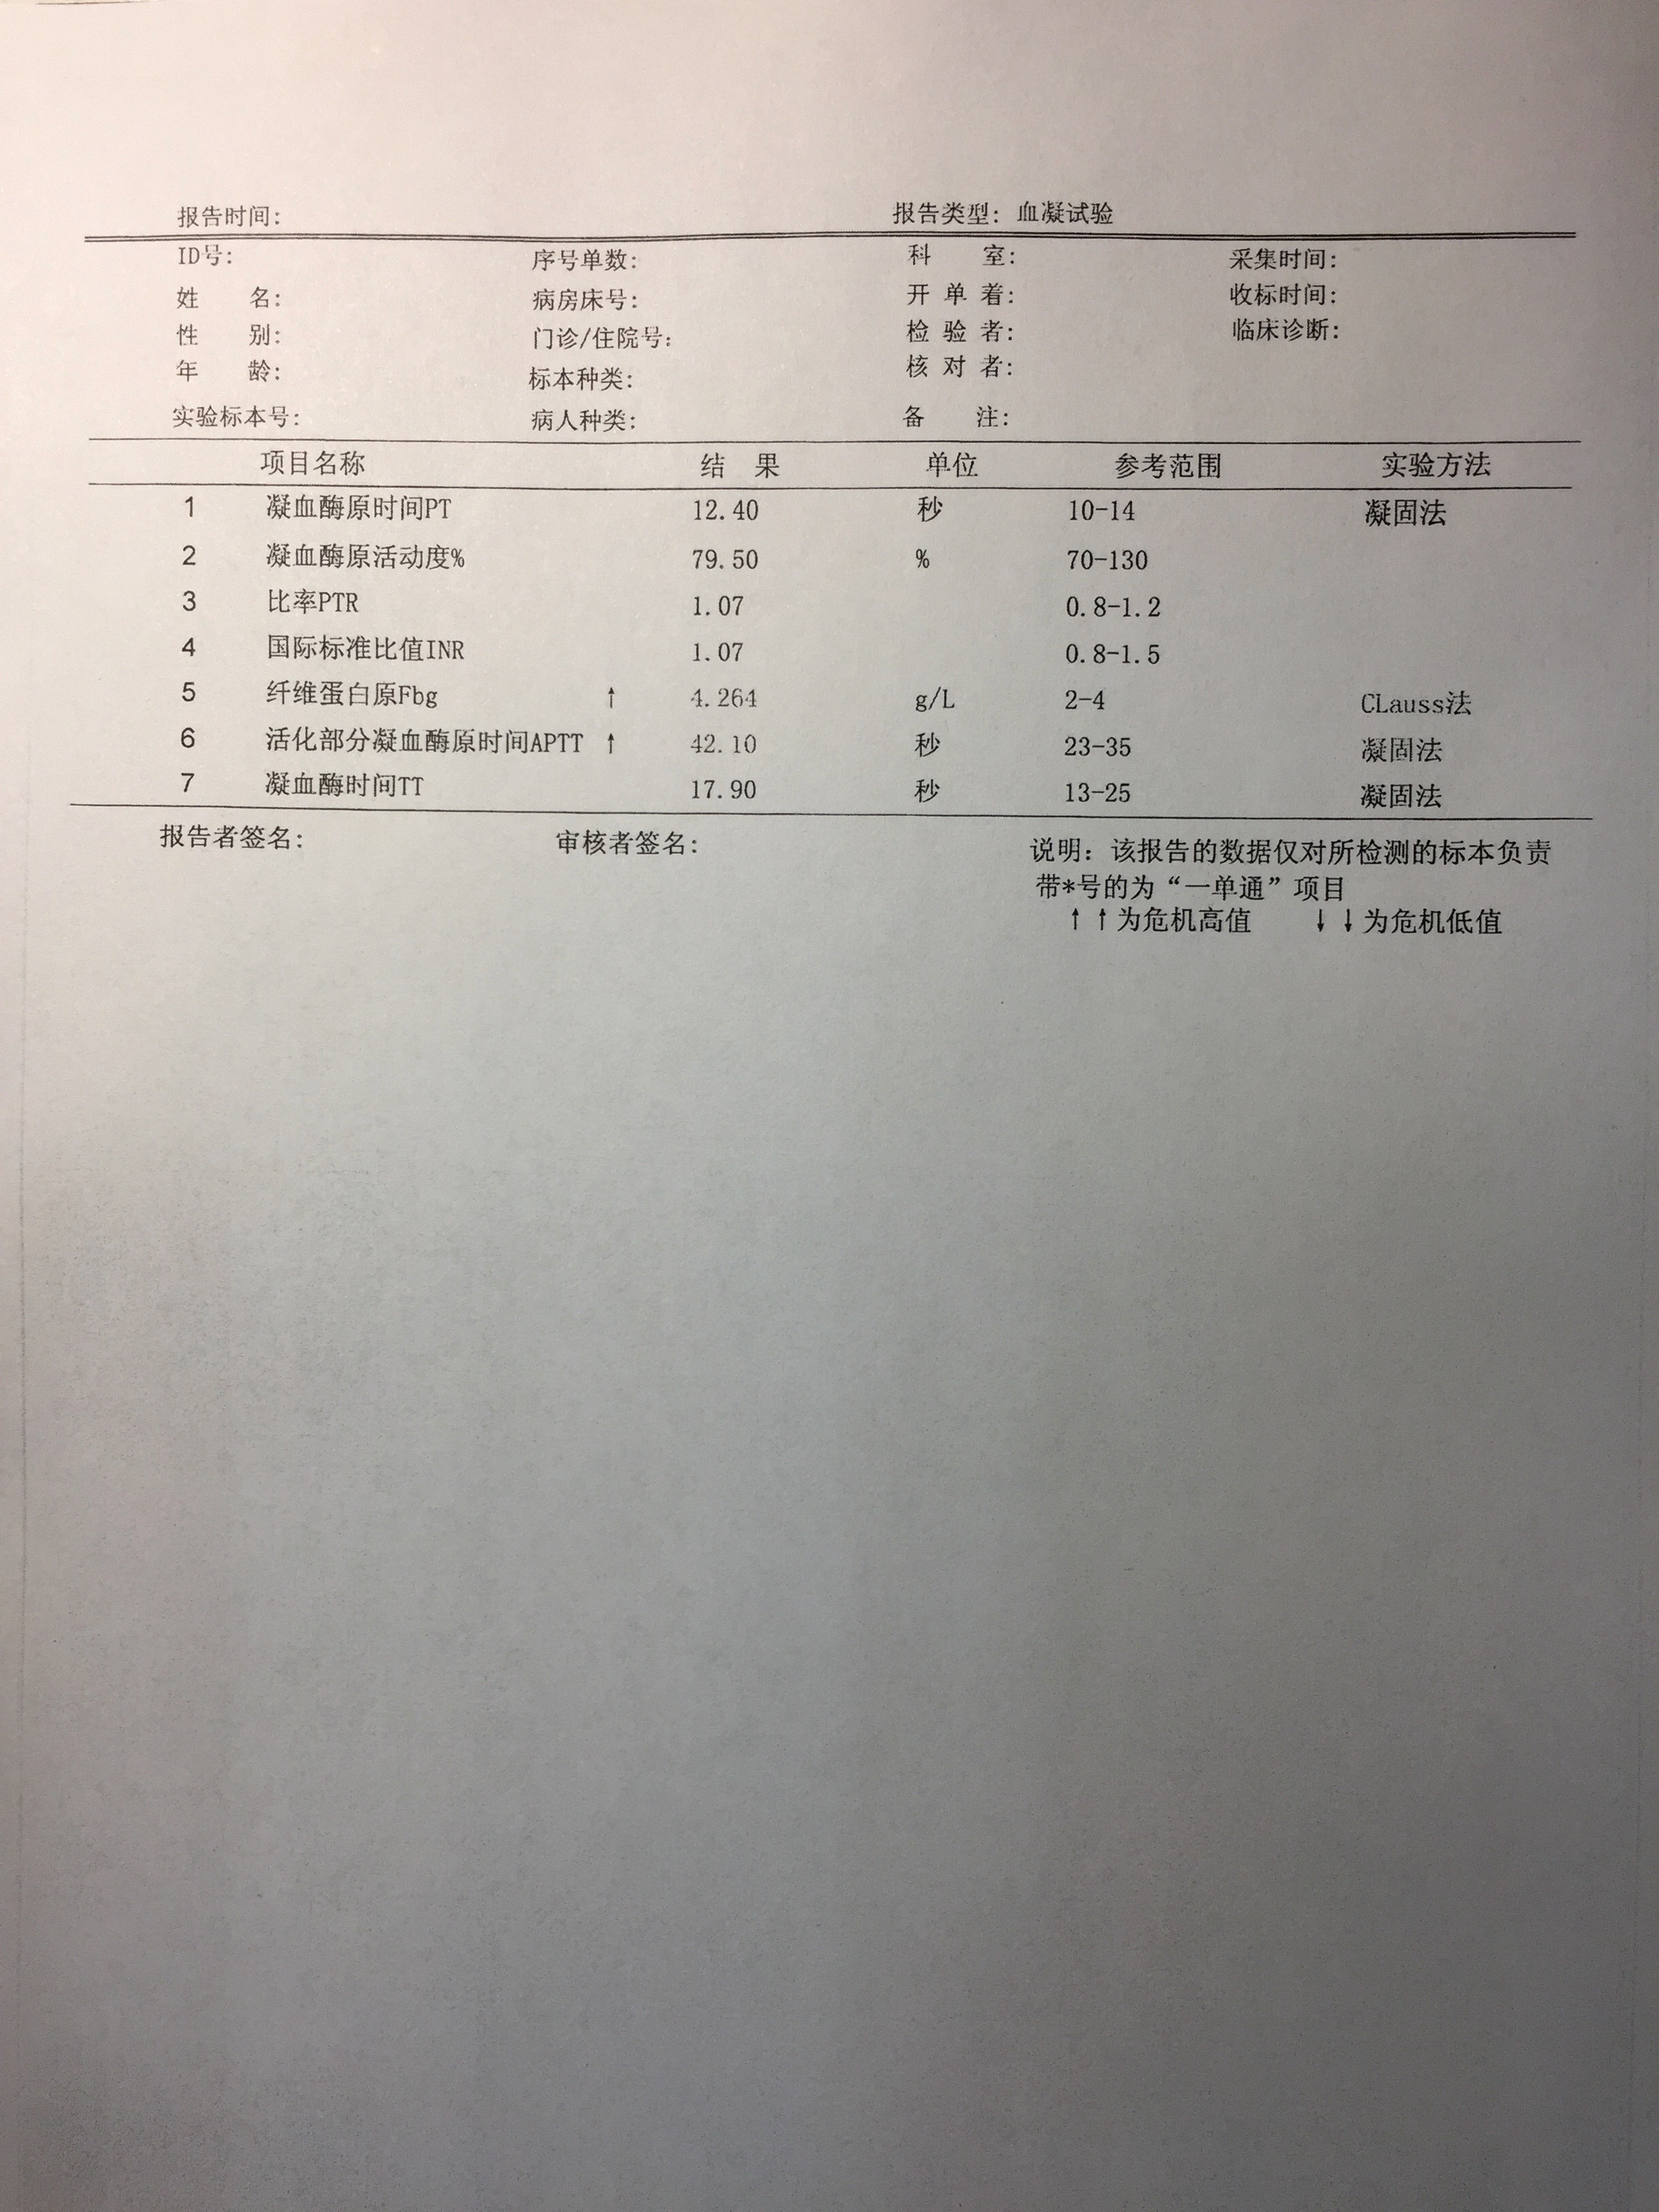 报告时间: 报告类型: 血凝试验
ID号: 序号单数: 科 室: 采集时间:
姓 名: 病房床号: 开 单 着: 收标时间:
性 别: 门诊/住院号: 检 验 者: 临床诊断:
年 龄: 标本种类: 核 对 者:
实验标本号: 病人种类: 备 注:
项目名称 结 果 单位 参考范围 实验方法
1 凝血酶原时间PT 12.40 秒 10-14 凝固法
2 凝血酶原活动度% 79.50 % 70-130
3 比率PTR 1.07 0.8-1.2
4 国际标准比值INR 1.07 0.8-1.5
5 纤维蛋白原Fbg ↑ 4.264 g/L 2-4 CLauss法
6 活化部分凝血酶原时间APTT ↑ 42.10 秒 23-35 凝固法
7 凝血酶时间TT 17.90 秒 13-25 凝固法
报告者签名: 审核者签名: 说明: 该报告的数据仅对所检测的标本负责
带*号的为“一单通”项目
↑↑为危机高值 ↓↓为危机低值